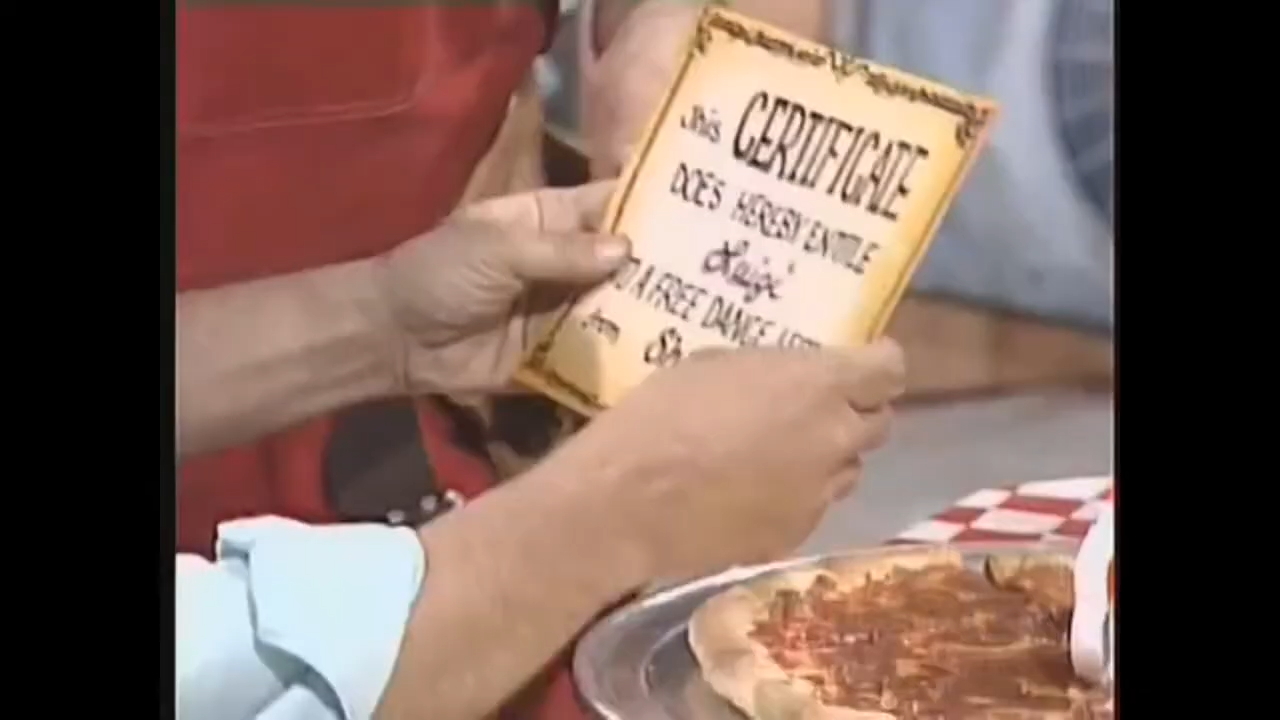 This CERTIFICATE
DOES HEREBY ENTITLE
Luigi
TO A FREE DANCE
from